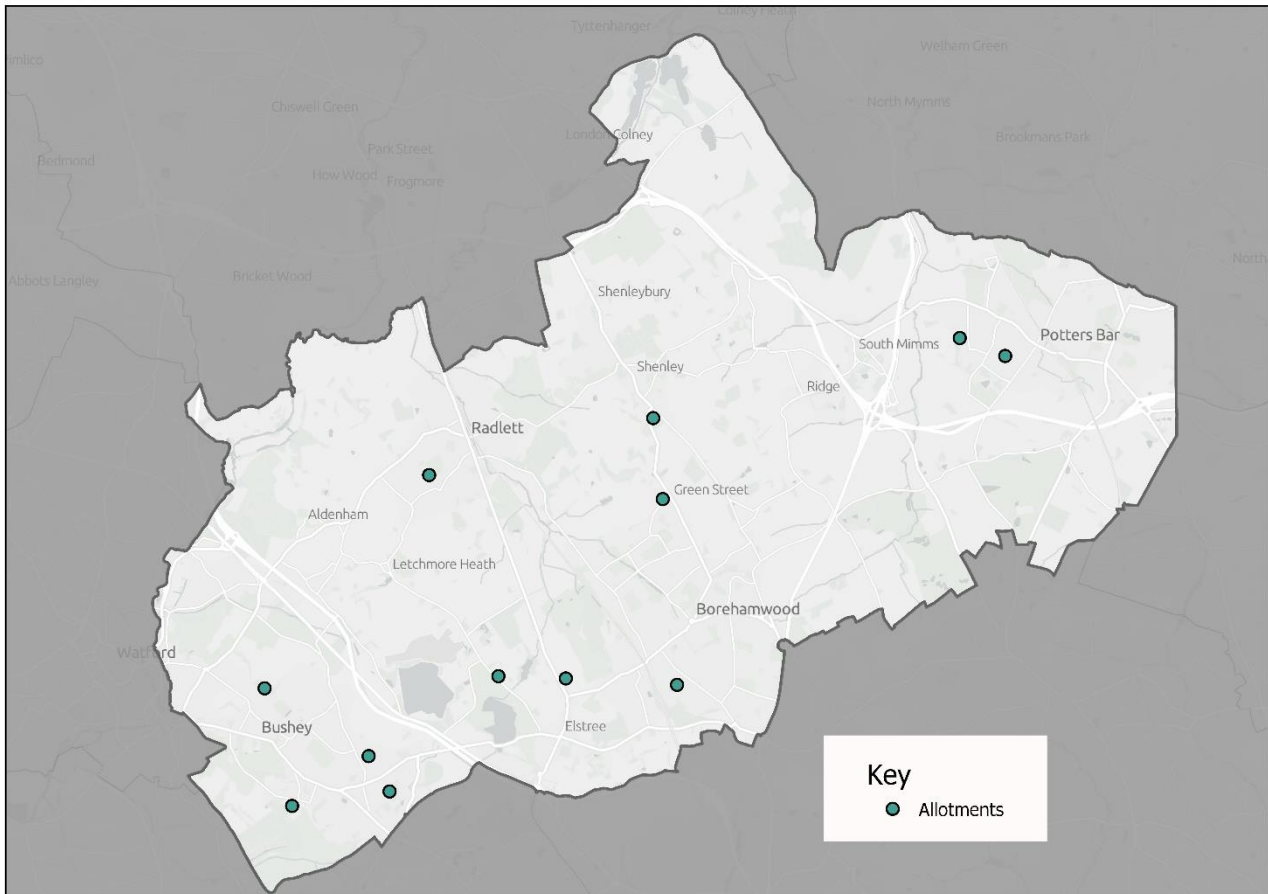 Colney Heath
Tyttenhanger
Welham Green
Chiswell Green
North Mymms
London Colney
Brookmans Park
Park Street
Bedmond
How Wood
Frogmore
Abbots Langley
Bricket Wood
North
Shenleybury
Potters Bar
South Mimms
Shenley
Ridge
Radlett
Green Street
Aldenham
Letchmore Heath
Borehamwood
Watford
Bushey
Elstree
Key
Allotments